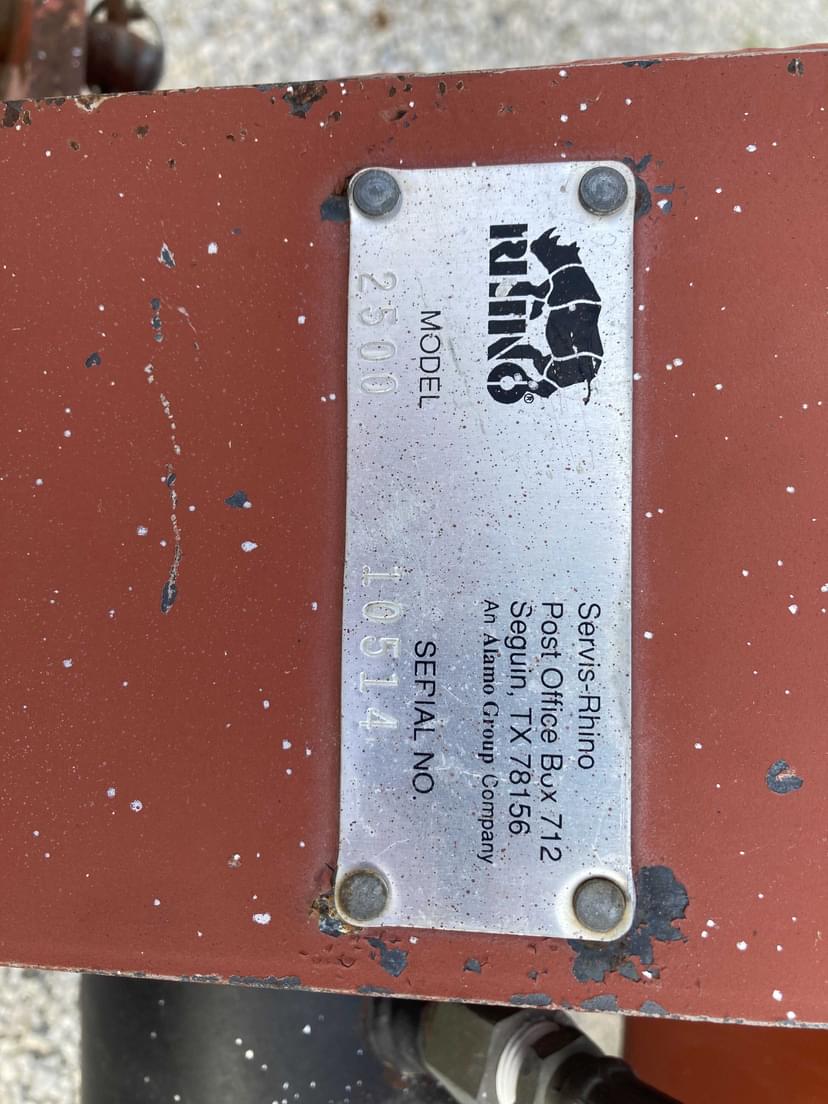 RHINO®
Servis-Rhino
Post Office Box 712
Seguin, TX 78156
An Alamo Group Company
MODEL
SERIAL NO.
2500
10514